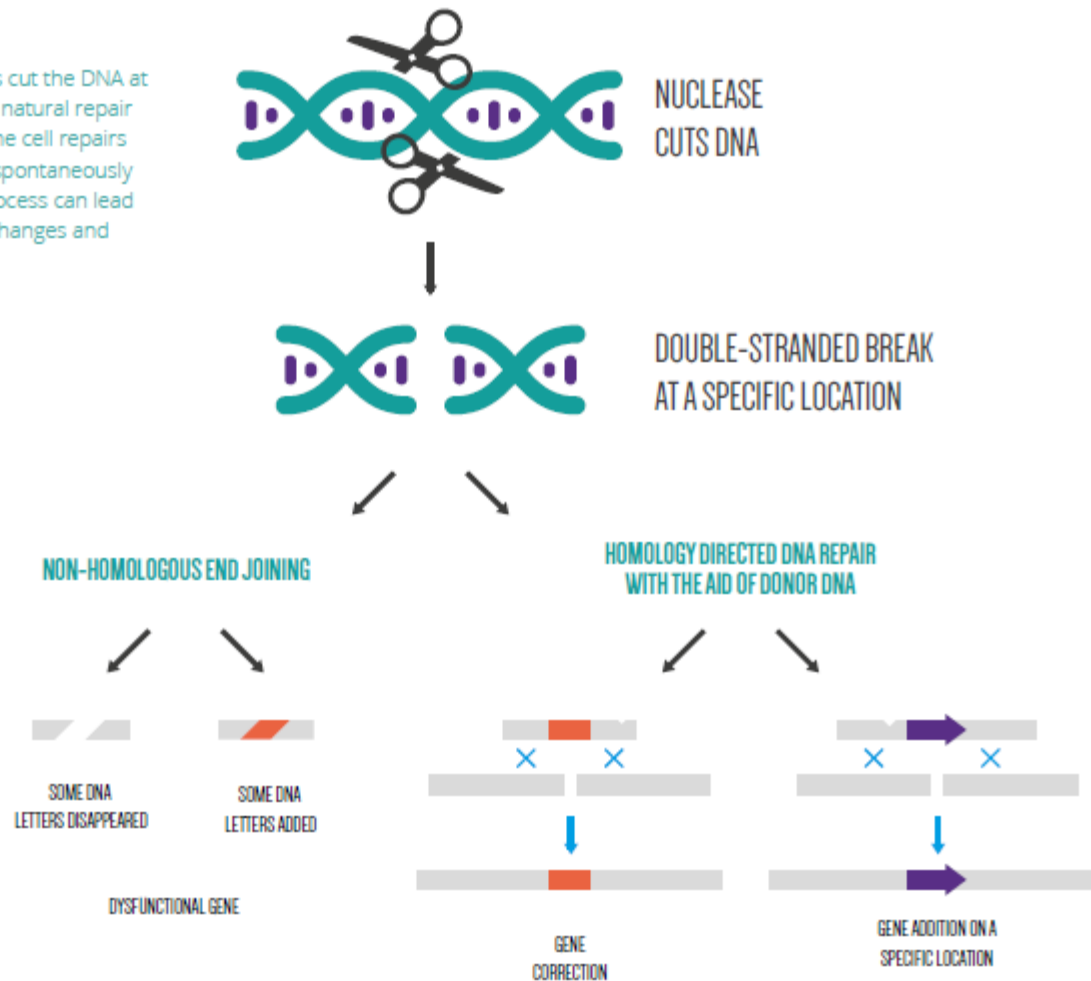 s cut the DNA at
natural repair
ne cell repairs
spontaneously
ocess can lead
hanges and
NUCLEASE
CUTS DNA
DOUBLE-STRANDED BREAK
AT A SPECIFIC LOCATION
NON-HOMOLOGOUS END JOINING
HOMOLOGY DIRECTED DNA REPAIR
WITH THE AID OF DONOR DNA
SOME DNA
LETTERS DISAPPEARED
SOME DNA
LETTERS ADDED
DYSFUNCTIONAL GENE
GENE
CORRECTION
GENE ADDITION ON A
SPECIFIC LOCATION